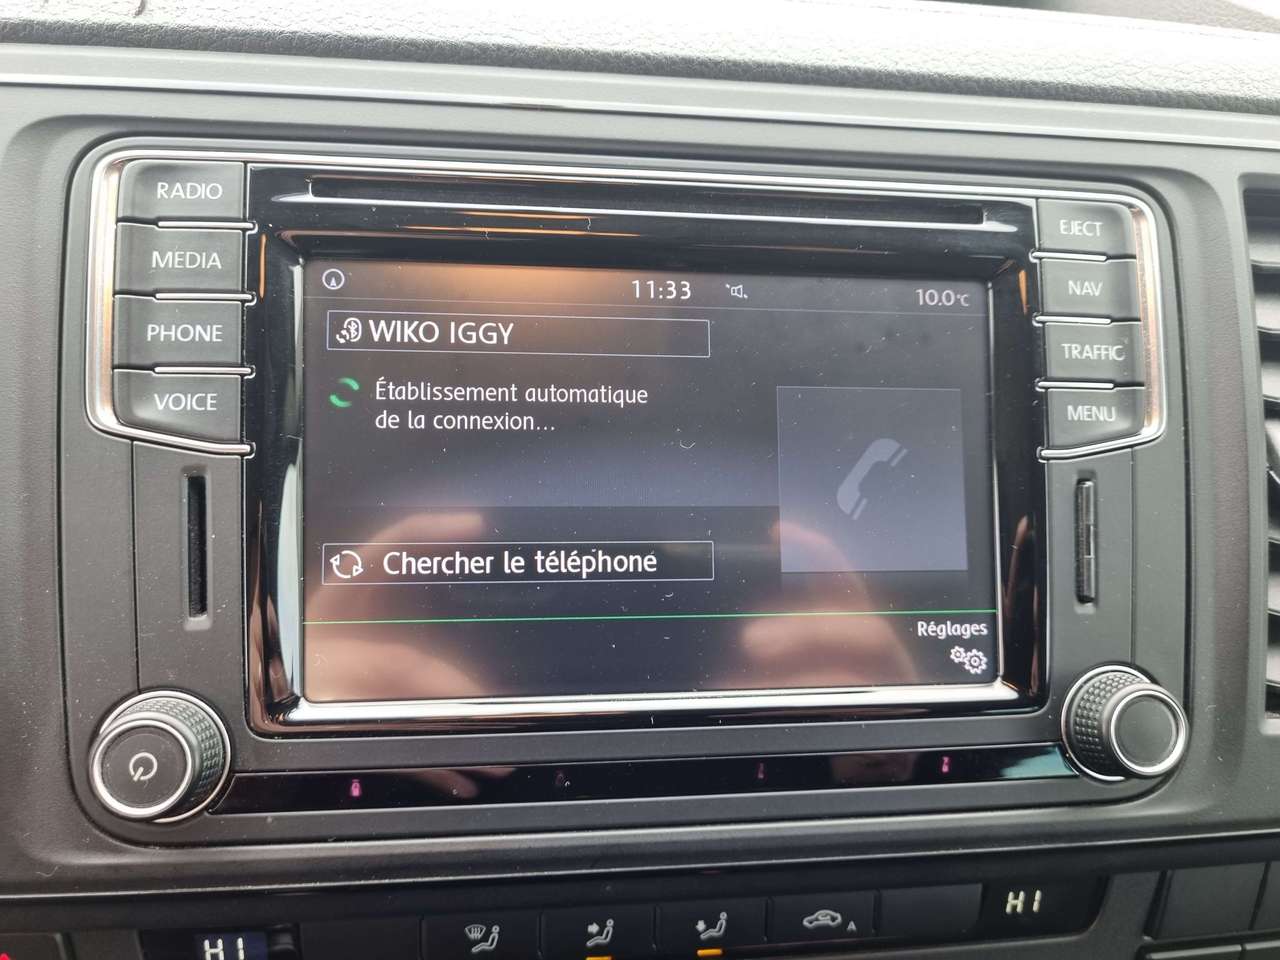 RADIO
MEDIA
PHONE
VOICE
EJECT
NAV
TRAFFIC
MENU
11:33
10.0°C
WIKO IGGY
Établissement automatique
de la connexion...
Chercher le téléphone
Réglages
HI
HI
A